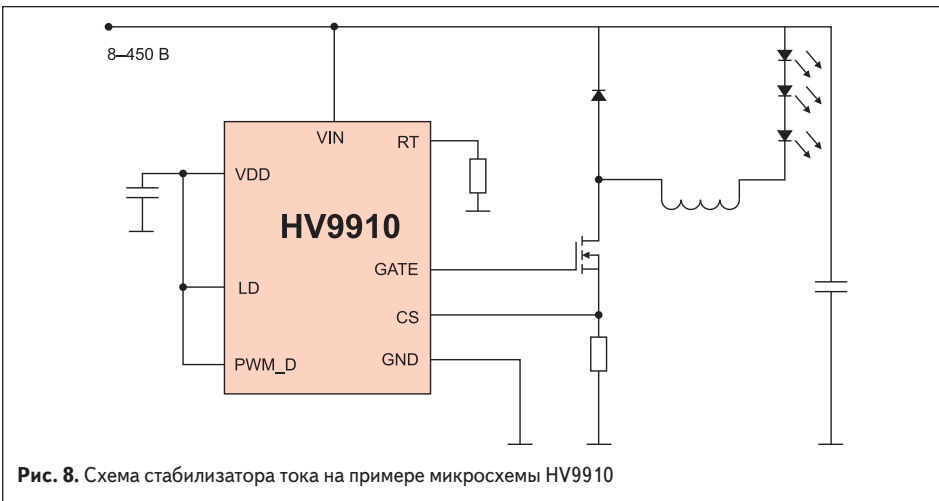 8–450 В
VIN
RT
VDD
HV9910
GATE
LD
CS
PWM_D
GND
Рис. 8. Схема стабилизатора тока на примере микросхемы HV9910